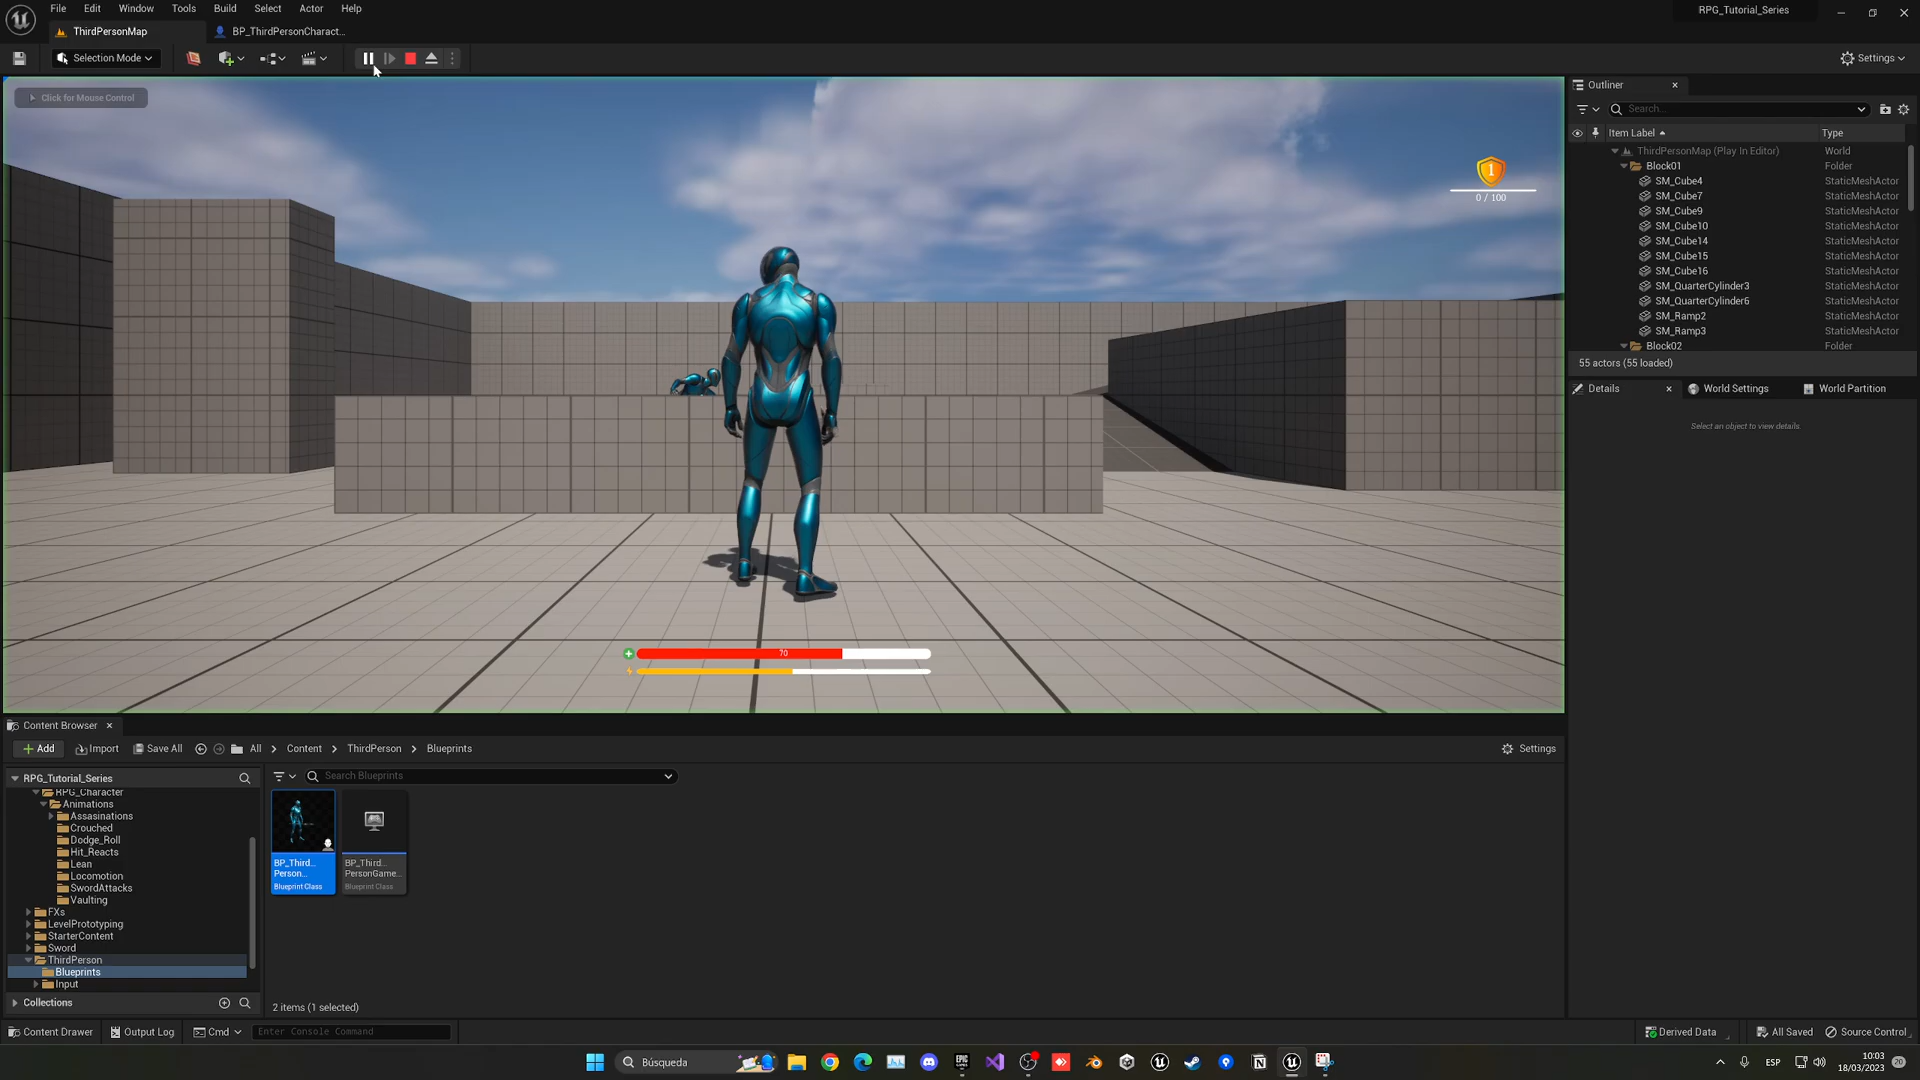 File Edit Window Tools Build Select Actor Help
RPG_Tutorial_Series
ThirdPersonMap
BP_ThirdPersonCharact...
Selection Mode
Settings
Click for Mouse Control
1
0 / 100
70
Outliner
Search...
Item Label Type
ThirdPersonMap (Play In Editor) World
Block01 Folder
SM_Cube4 StaticMeshActor
SM_Cube7 StaticMeshActor
SM_Cube9 StaticMeshActor
SM_Cube10 StaticMeshActor
SM_Cube14 StaticMeshActor
SM_Cube15 StaticMeshActor
SM_Cube16 StaticMeshActor
SM_QuarterCylinder3 StaticMeshActor
SM_QuarterCylinder6 StaticMeshActor
SM_Ramp2 StaticMeshActor
SM_Ramp3 StaticMeshActor
Block02 Folder
55 actors (55 loaded)
Details World Settings World Partition
Select an object to view details.
Content Browser
Add Import Save All All Content ThirdPerson Blueprints
Settings
RPG_Tutorial_Series
RPG_Character
Animations
Assasinations
Crouched
Dodge_Roll
Hit_Reacts
Lean
Locomotion
SwordAttacks
Vaulting
FXs
LevelPrototyping
StarterContent
Sword
ThirdPerson
Blueprints
Input
Collections
Search Blueprints
BP_Third...
Person...
Blueprint Class
BP_Third...
PersonGame...
Blueprint Class
2 items (1 selected)
Content Drawer Output Log Cmd Enter Console Command
Derived Data All Saved Source Control
Búsqueda
EPIC
ESP
10:03
18/03/2023
20